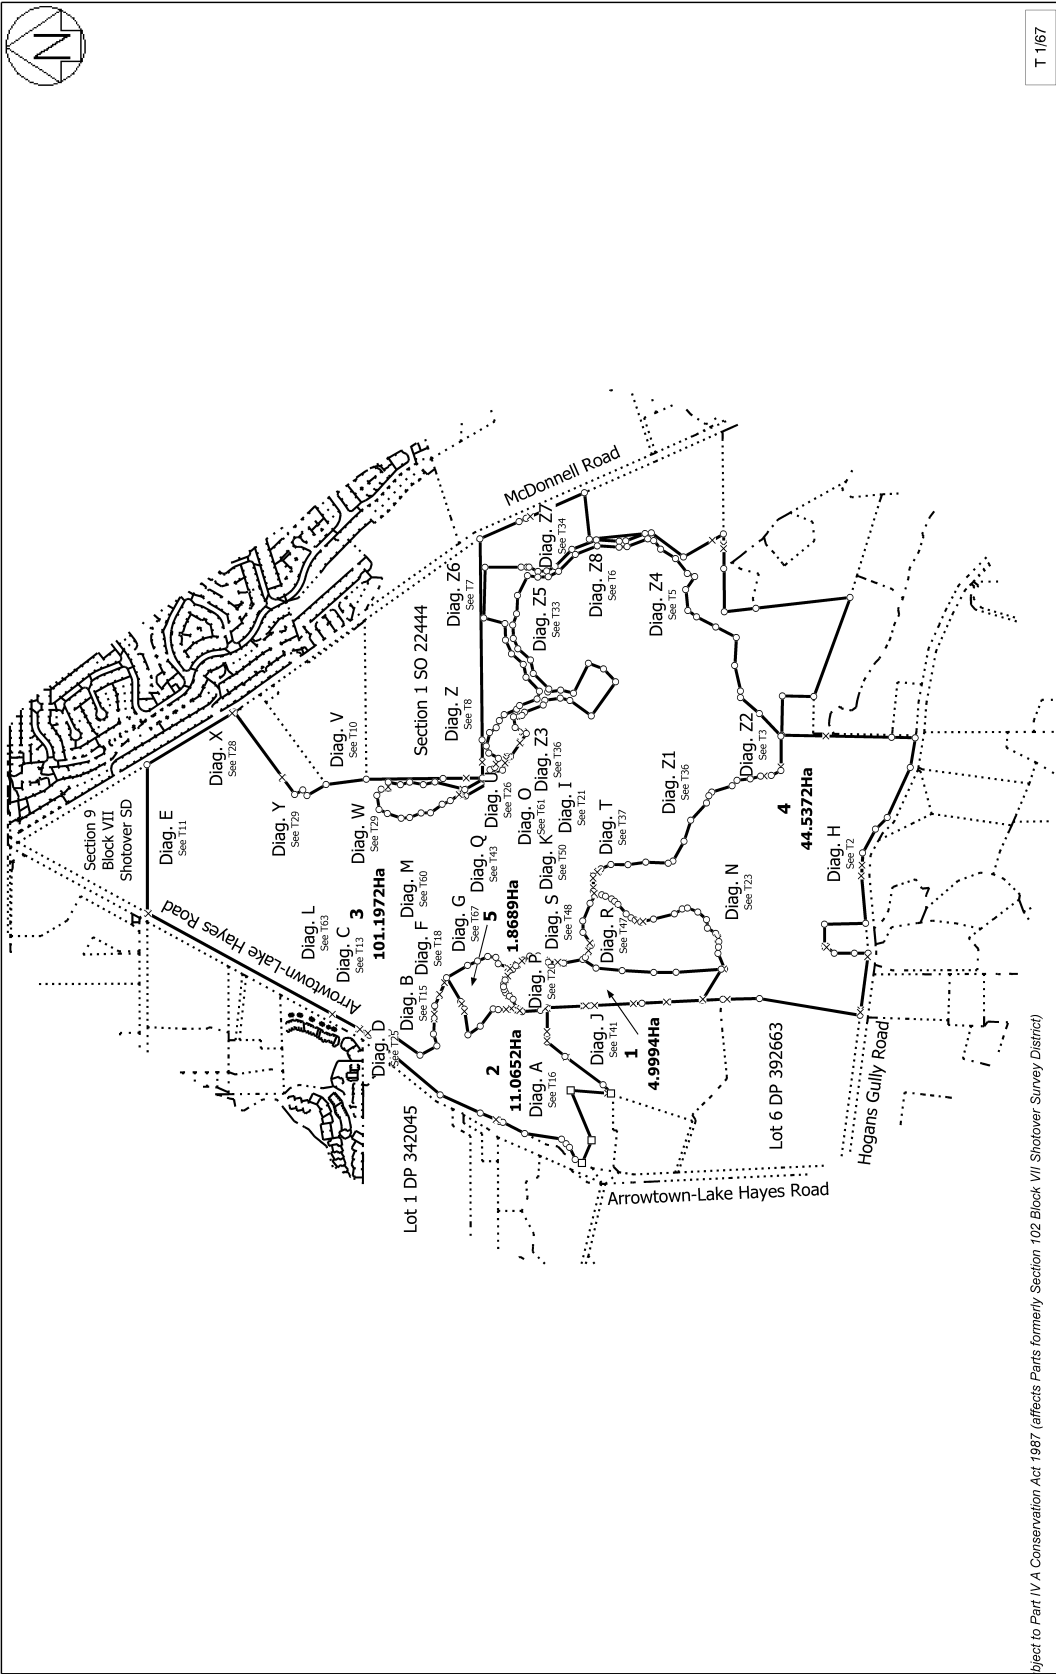 N
T 1/67
Section 9
Block VII
Shotover SD
Diag. E
See T11
Diag. X
See T28
Diag. Y
See T29
Diag. V
See T10
Diag. W
See T29
Arrowtown-Lake Hayes Road
Diag. L
See T63
Diag. C
See T13
3
101.1972Ha
Diag. D
See T25
Diag. B
See T15
Diag. F
See T18
Diag. M
See T60
Lot 1 DP 342045
Section 1 SO 22444
Diag. Z
See T8
Diag. Z6
See T7
McDonnell Road
Diag. G
See T67
Diag. Q
See T43
Diag. U
See T26
5
1.8689Ha
2
11.0652Ha
Diag. A
See T16
Diag. P
See T20
Diag. S
See T48
Diag. K
See T50
Diag. O
See T61
Diag. I
See T21
Diag. Z3
See T36
Diag. Z5
See T33
Diag. Z7
See T34
Diag. Z8
See T6
Diag. Z4
See T5
Diag. J
See T41
Diag. R
See T47
Diag. T
See T37
1
4.9994Ha
Diag. Z1
See T36
Diag. N
See T23
Diag. Z2
See T3
4
44.5372Ha
Diag. H
See T2
Lot 6 DP 392663
Arrowtown-Lake Hayes Road
Hogans Gully Road
bject to Part IV A Conservation Act 1987 (affects Parts formerly Section 102 Block VII Shotover Survey District)